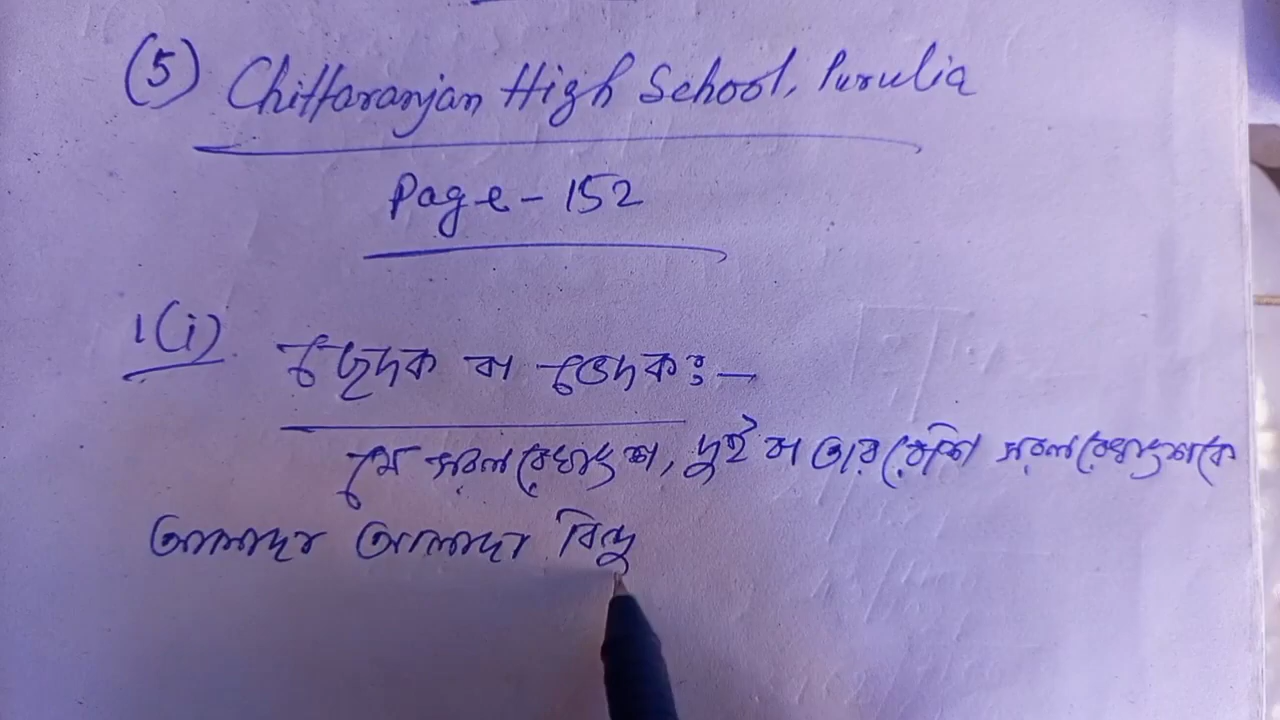 (5) Chittaranjan High School, Purulia
Page - 152
1(i) ছেদক বা ভেদক :-
যে সরলরেখাংশ, দুই বা তার বেশি সরলরেখাংশকে
আলাদা আলাদা বিন্দু